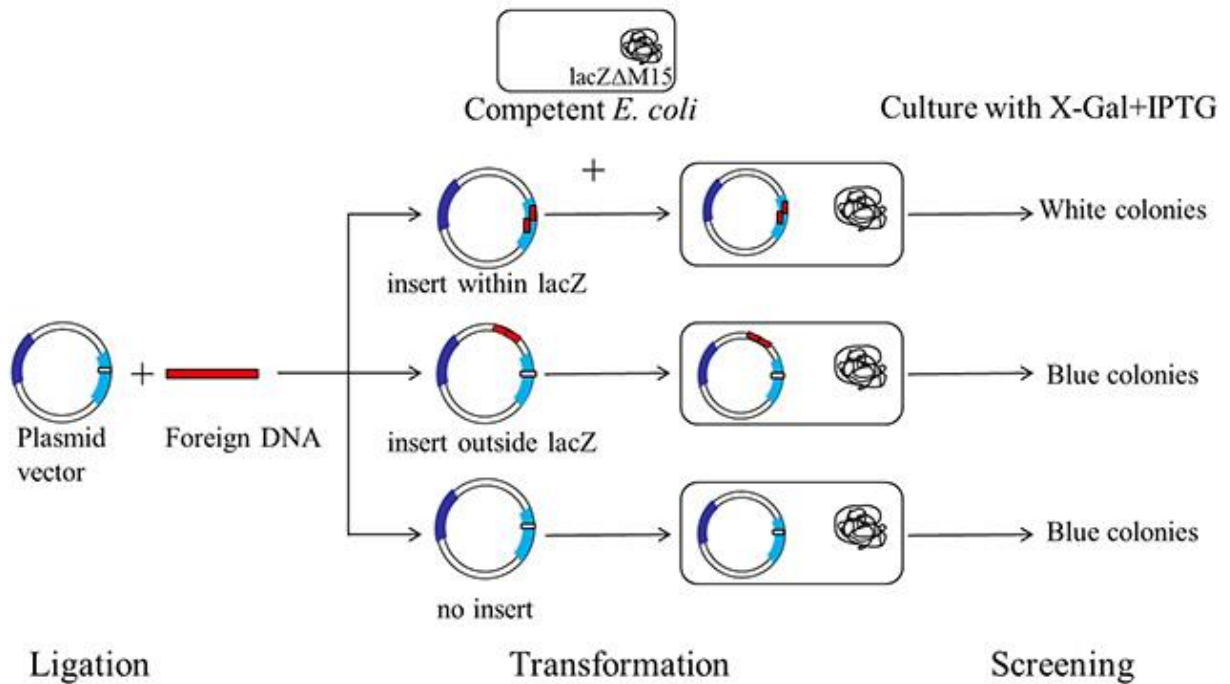 lacZΔM15
Competent E. coli
Culture with X-Gal+IPTG
+
White colonies
insert within lacZ
+
Plasmid
vector
Foreign DNA
Blue colonies
insert outside lacZ
Blue colonies
no insert
Ligation
Transformation
Screening